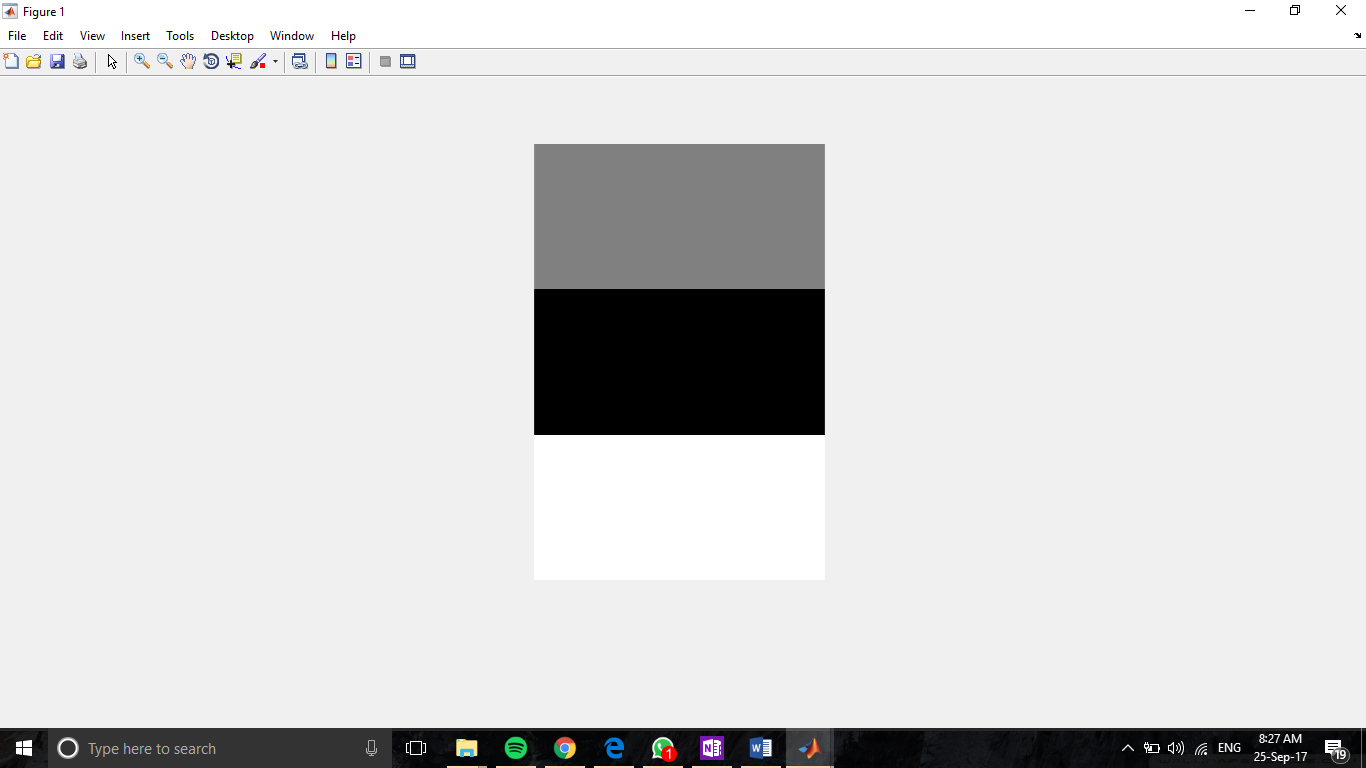 Figure 1
File Edit View Insert Tools Desktop Window Help
Type here to search
1
N
W
ENG
8:27 AM
25-Sep-17
19